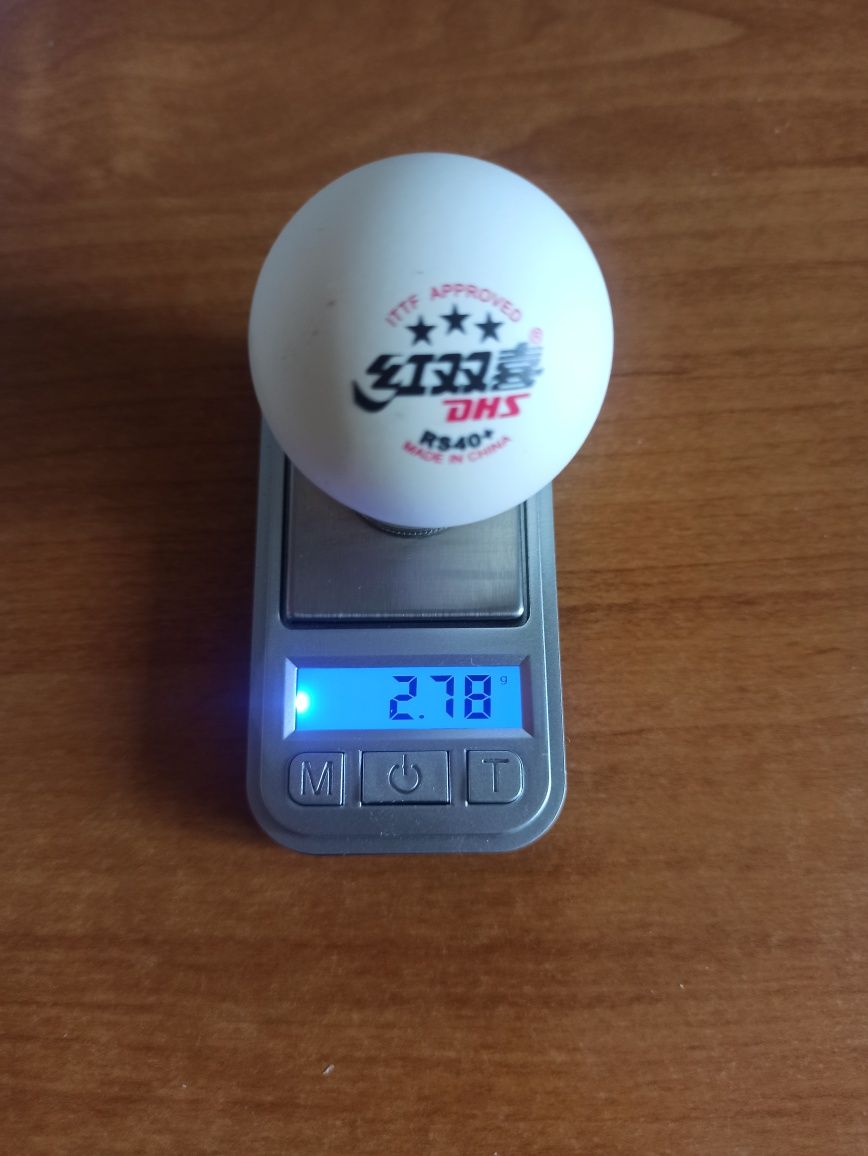 ITTF APPROVED
★★★
红双喜®
DHS
RS40+
MADE IN CHINA
2.78 g
M T